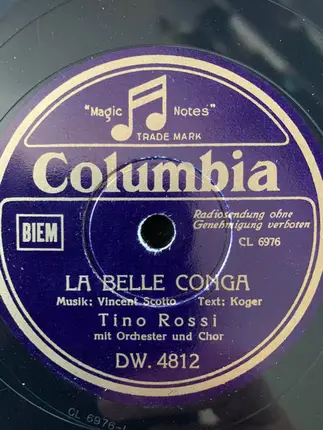 "Magic Notes"
TRADE MARK
Columbia
BIEM
Radiosendung ohne
Genehmigung verboten
CL 6976
LA BELLE CONGA
Musik: Vincent Scotto Text: Koger
Tino Rossi
mit Orchester und Chor
DW. 4812